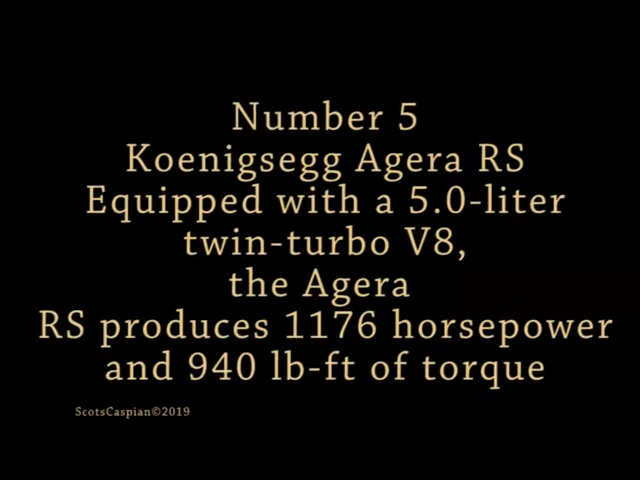 Number 5
Koenigsegg Agera RS
Equipped with a 5.0-liter
twin-turbo V8,
the Agera
RS produces 1176 horsepower
and 940 lb-ft of torque
ScotsCaspian©2019